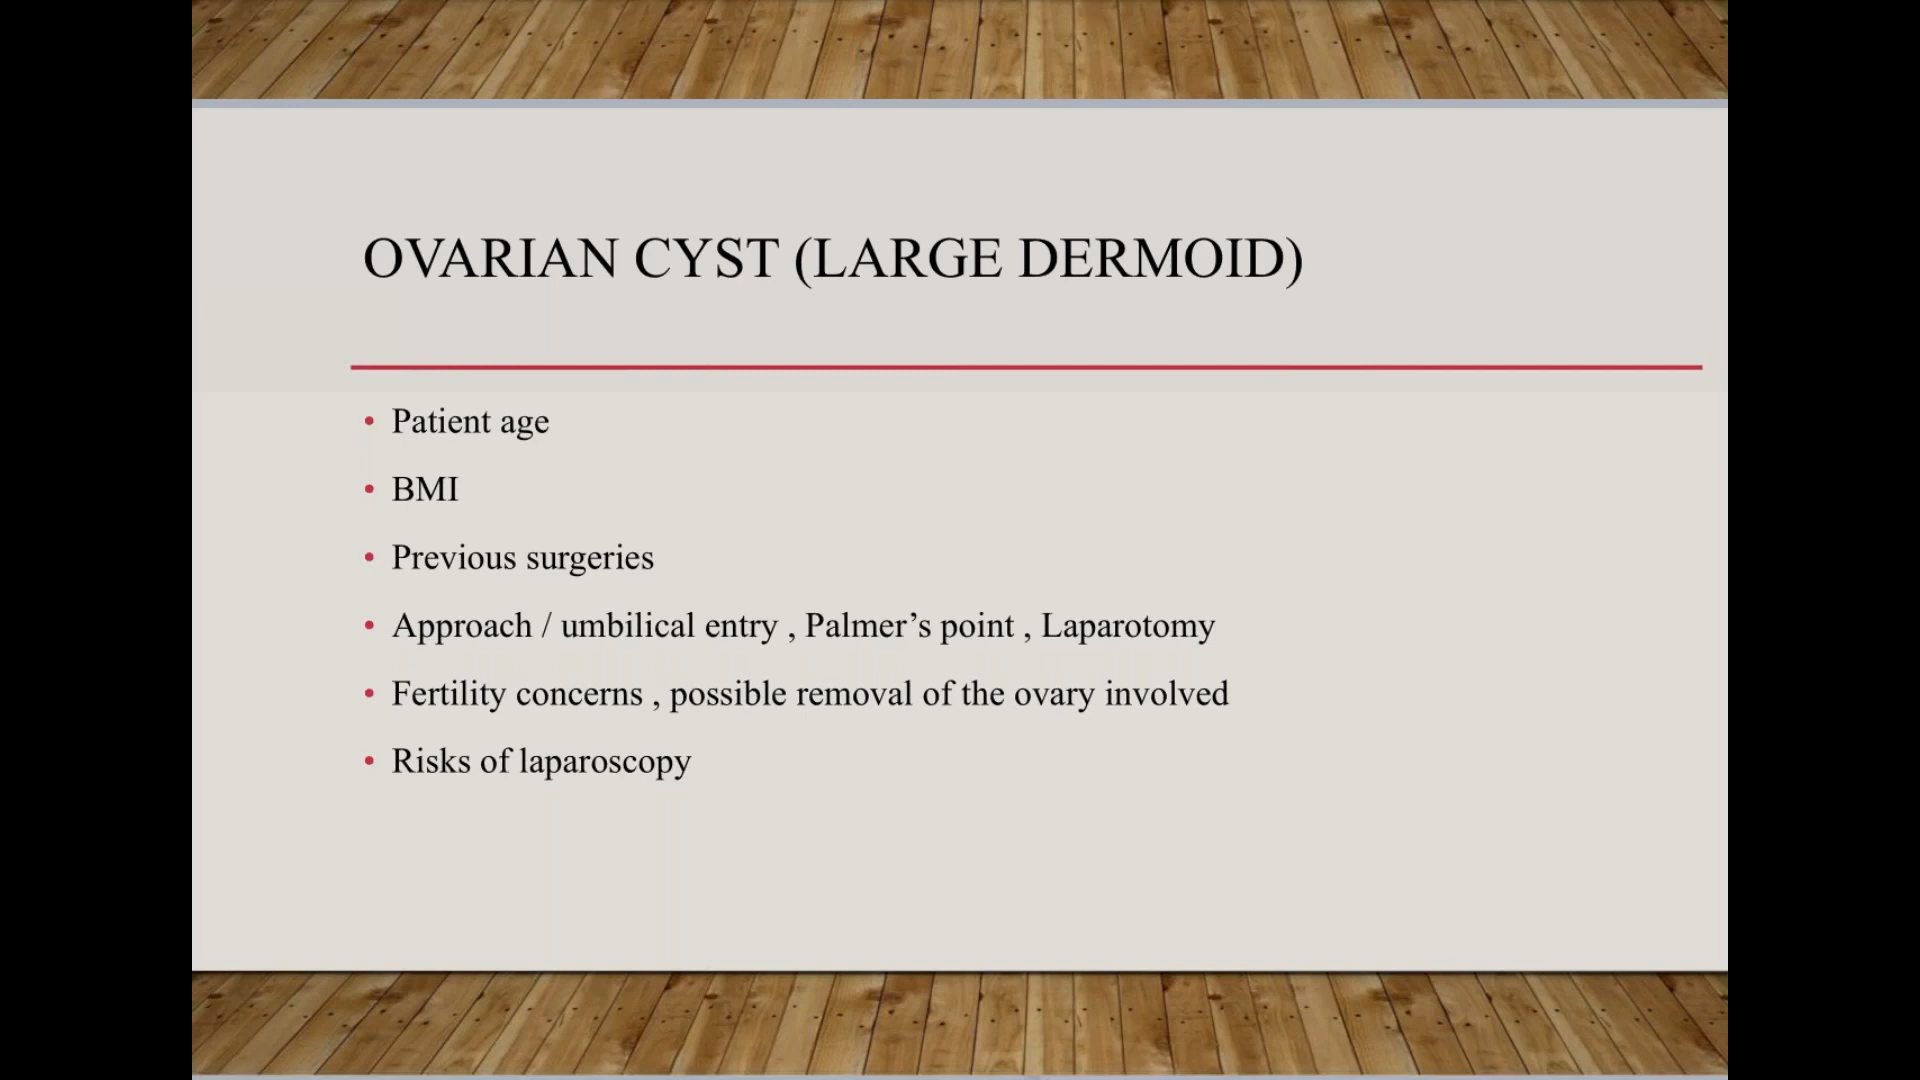 OVARIAN CYST (LARGE DERMOID)
• Patient age
• BMI
• Previous surgeries
• Approach / umbilical entry , Palmer’s point , Laparotomy
• Fertility concerns , possible removal of the ovary involved
• Risks of laparoscopy